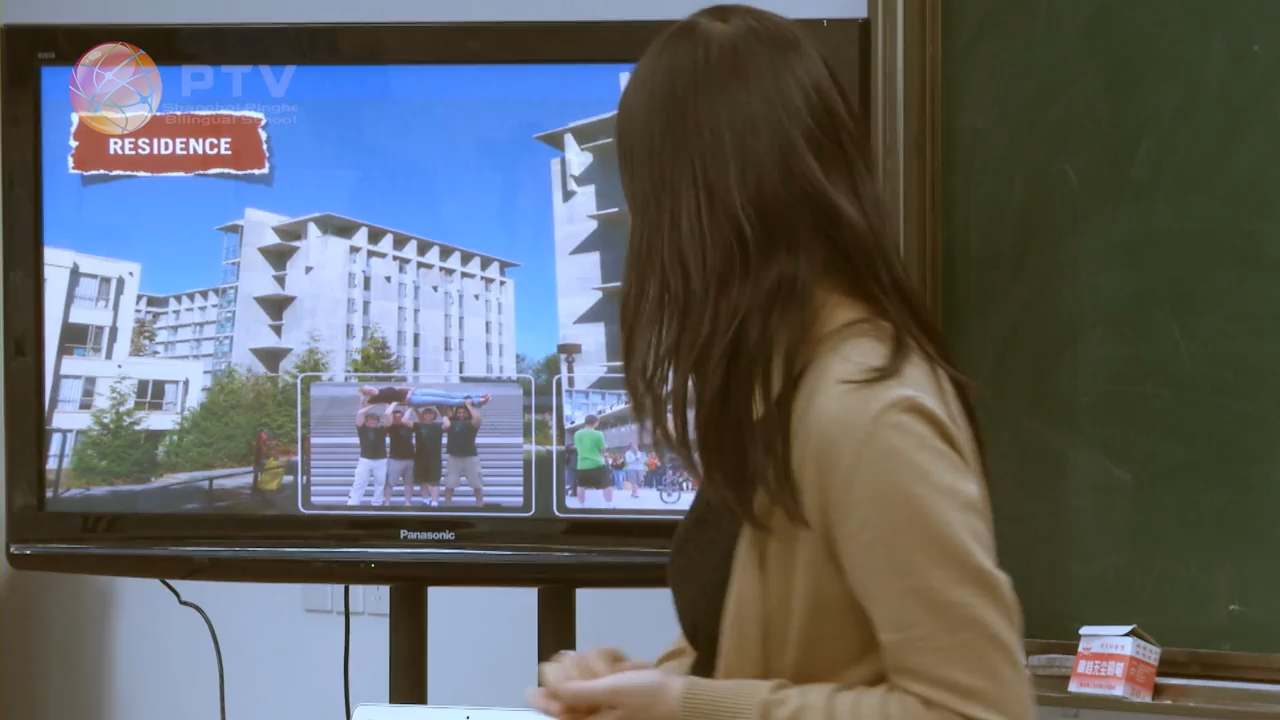 PTV
Shanghai Pinghe
Bilingual School
RESIDENCE
Panasonic